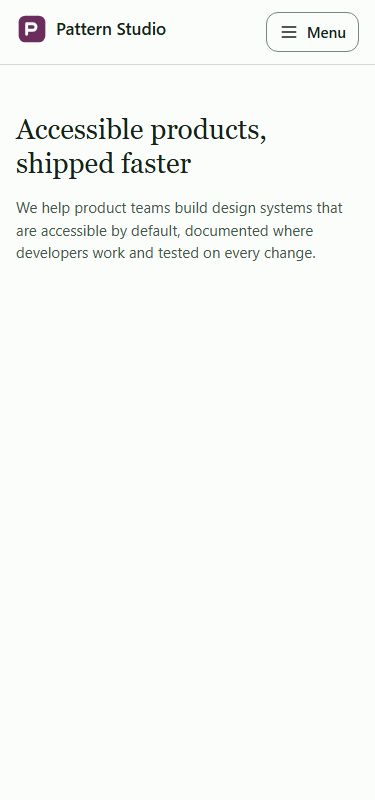 Pattern Studio
Menu
Accessible products,
shipped faster
We help product teams build design systems that
are accessible by default, documented where
developers work and tested on every change.